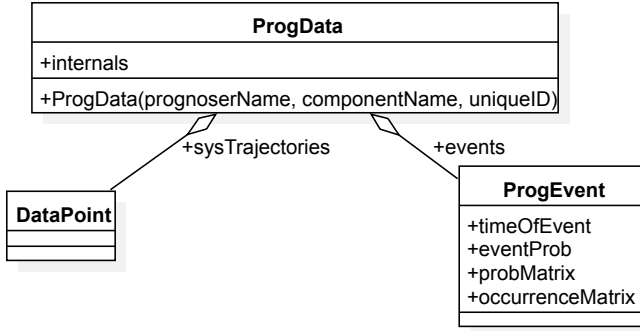 ProgData
+internals
+ProgData(prognoserName, componentName, uniqueID)
+sysTrajectories
+events
DataPoint
ProgEvent
+timeOfEvent
+eventProb
+probMatrix
+occurrenceMatrix